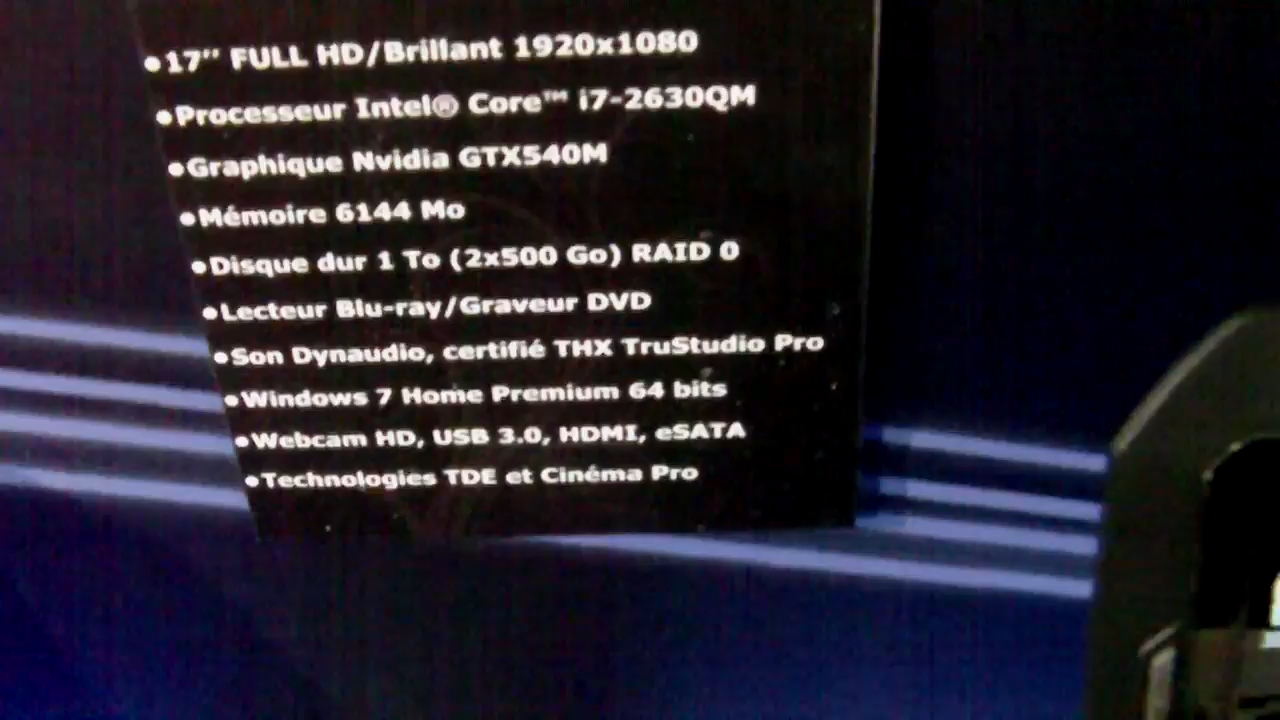 •17" FULL HD/Brillant 1920x1080
•Processeur Intel® Core™ i7-2630QM
•Graphique Nvidia GTX540M
•Mémoire 6144 Mo
•Disque dur 1 To (2x500 Go) RAID 0
•Lecteur Blu-ray/Graveur DVD
•Son Dynaudio, certifié THX TruStudio Pro
•Windows 7 Home Premium 64 bits
•Webcam HD, USB 3.0, HDMI, eSATA
•Technologies TDE et Cinéma Pro